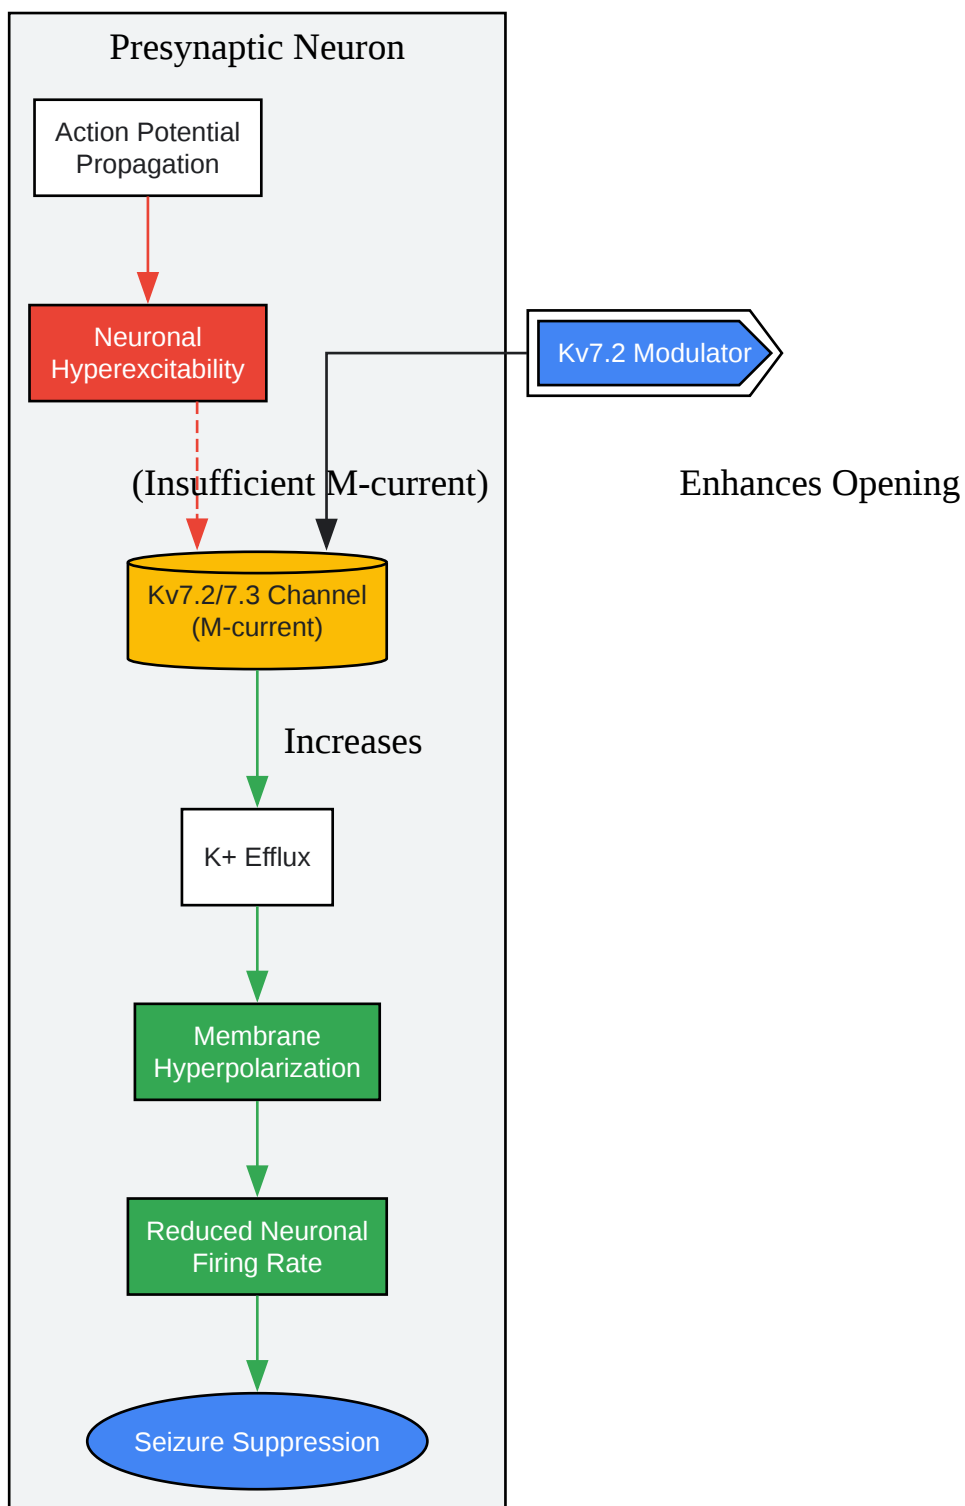 Presynaptic Neuron
Action Potential
Propagation
Neuronal
Hyperexcitability
Kv7.2 Modulator
(Insufficient M-current)
Enhances Opening
Kv7.2/7.3 Channel
(M-current)
Increases
K+ Efflux
Membrane
Hyperpolarization
Reduced Neuronal
Firing Rate
Seizure Suppression